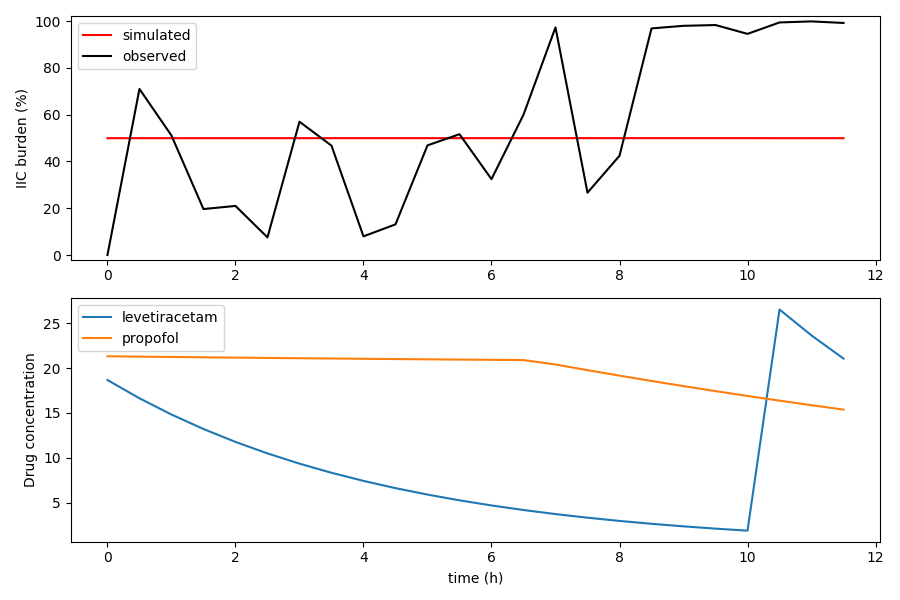 100
80
60
40
20
0
IIC burden (%)
simulated
observed
0 2 4 6 8 10 12
25
20
15
10
5
Drug concentration
levetiracetam
propofol
0 2 4 6 8 10 12
time (h)